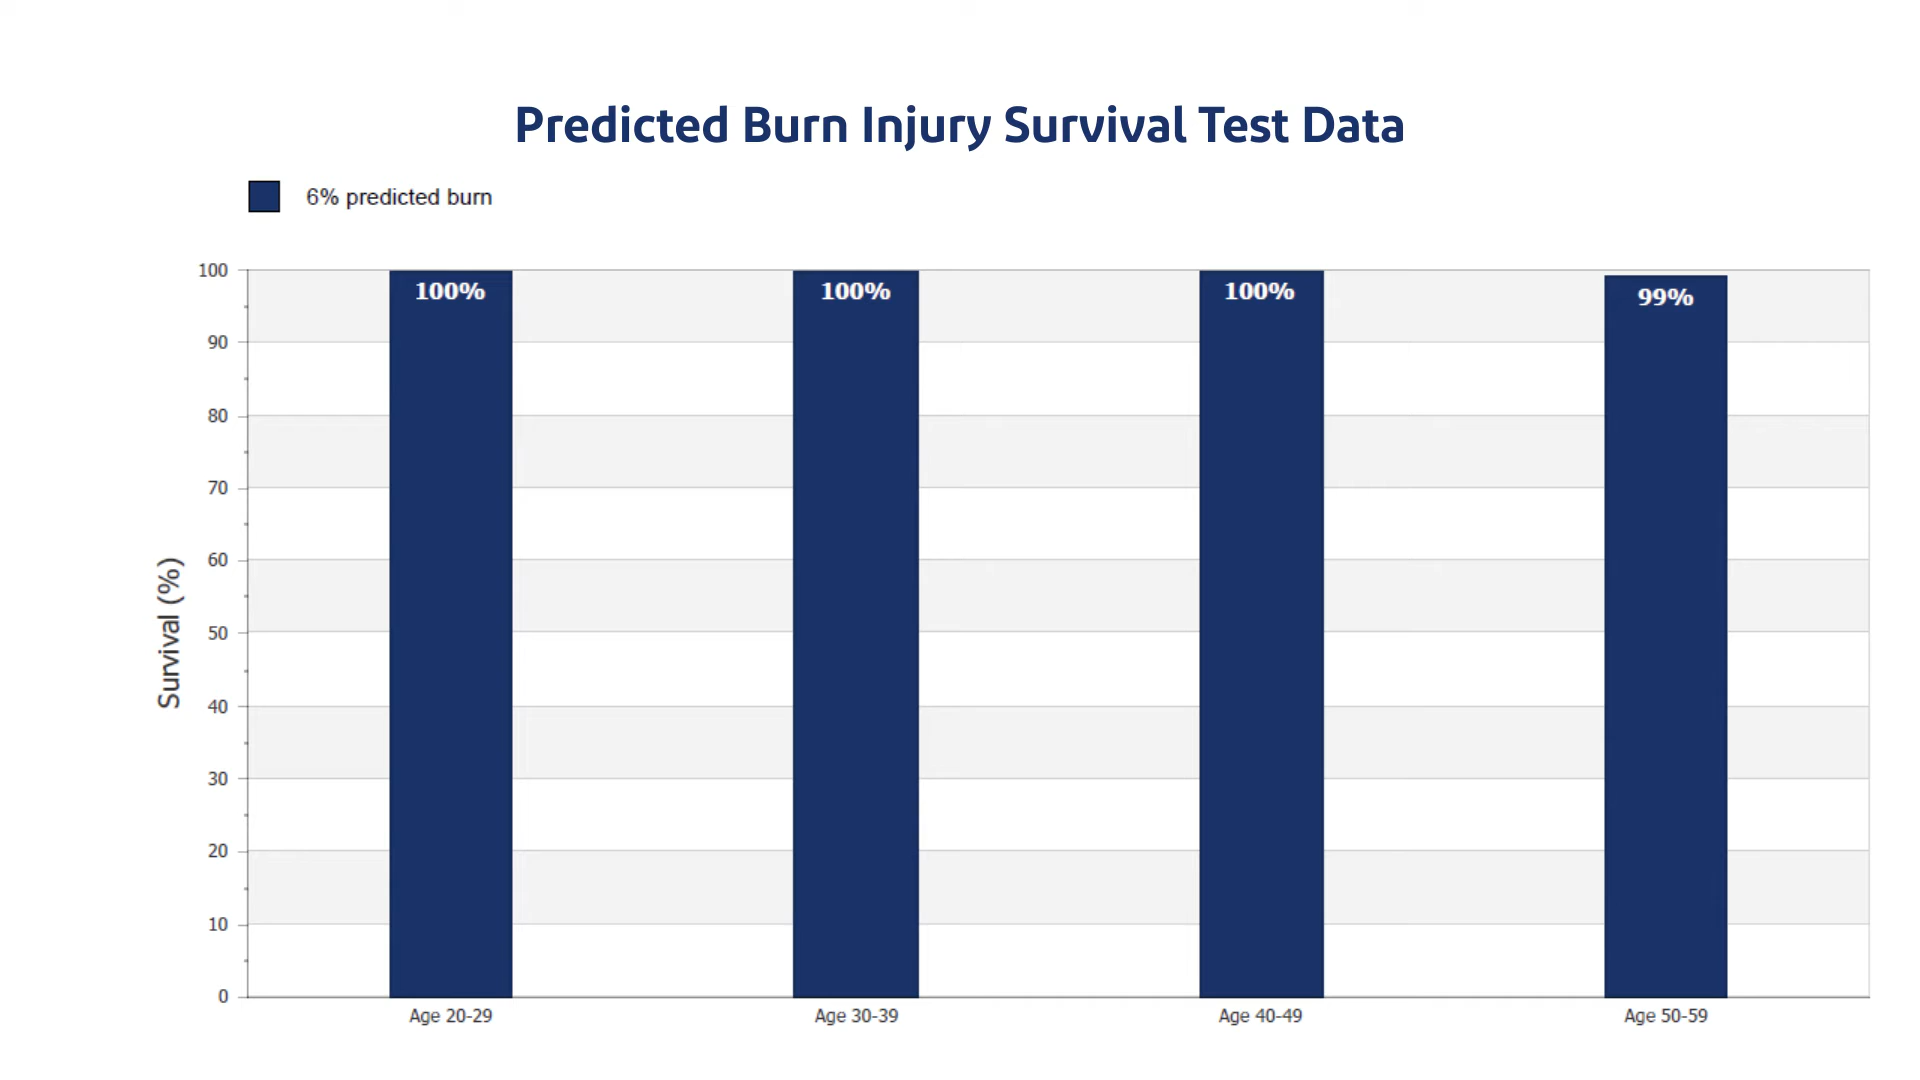 Predicted Burn Injury Survival Test Data
6% predicted burn
Survival (%)
100
90
80
70
60
50
40
30
20
10
0
100%
100%
100%
99%
Age 20-29
Age 30-39
Age 40-49
Age 50-59